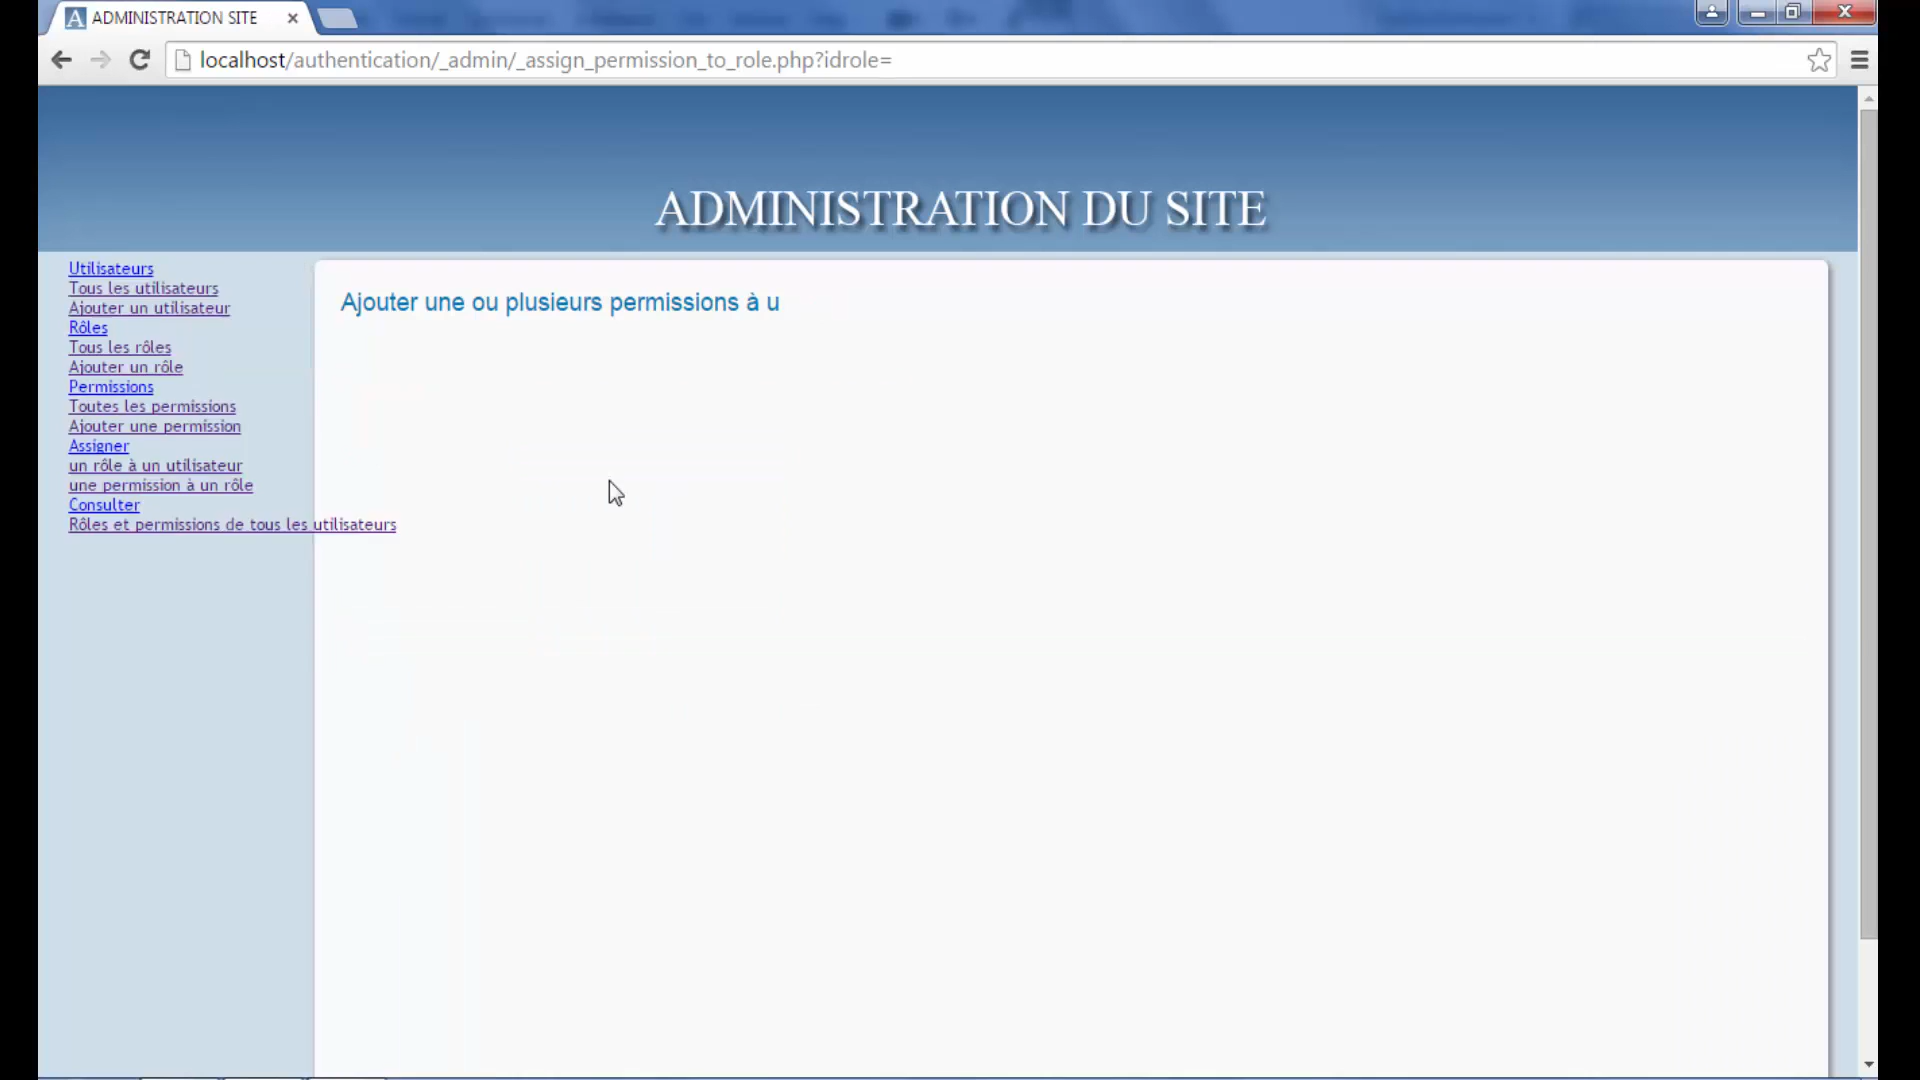 ADMINISTRATION SITE
localhost/authentication/_admin/_assign_permission_to_role.php?idrole=
ADMINISTRATION DU SITE
Utilisateurs
Tous les utilisateurs
Ajouter un utilisateur
Rôles
Tous les rôles
Ajouter un rôle
Permissions
Toutes les permissions
Ajouter une permission
Assigner
un rôle à un utilisateur
une permission à un rôle
Consulter
Rôles et permissions de tous les utilisateurs
Ajouter une ou plusieurs permissions à u